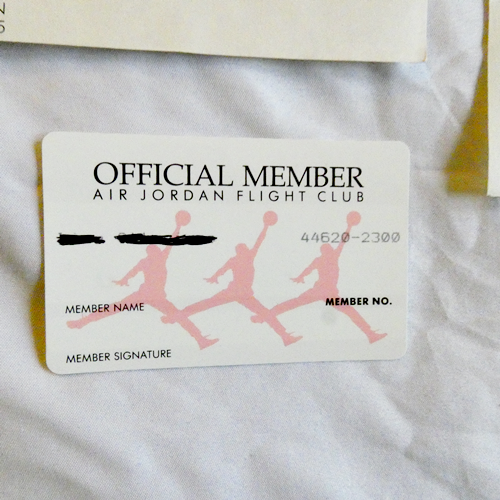 OFFICIAL MEMBER
AIR JORDAN FLIGHT CLUB
44620-2300
MEMBER NAME
MEMBER NO.
MEMBER SIGNATURE